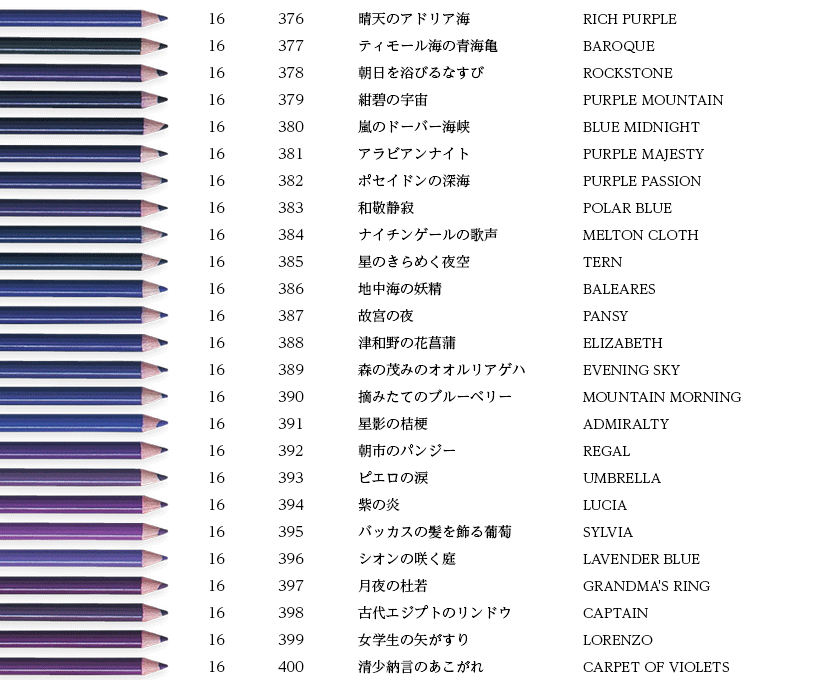 16 376 晴天のアドリア海 RICH PURPLE
16 377 ティモール海の青海亀 BAROQUE
16 378 朝日を浴びるなすび ROCKSTONE
16 379 紺碧の宇宙 PURPLE MOUNTAIN
16 380 嵐のドーバー海峡 BLUE MIDNIGHT
16 381 アラビアンナイト PURPLE MAJESTY
16 382 ポセイドンの深海 PURPLE PASSION
16 383 和敬静寂 POLAR BLUE
16 384 ナイチンゲールの歌声 MELTON CLOTH
16 385 星のきらめく夜空 TERN
16 386 地中海の妖精 BALEARES
16 387 故宮の夜 PANSY
16 388 津和野の花菖蒲 ELIZABETH
16 389 森の茂みのオオルリアゲハ EVENING SKY
16 390 摘みたてのブルーベリー MOUNTAIN MORNING
16 391 星影の桔梗 ADMIRALTY
16 392 朝市のパンジー REGAL
16 393 ピエロの涙 UMBRELLA
16 394 紫の炎 LUCIA
16 395 バッカスの髪を飾る葡萄 SYLVIA
16 396 シオンの咲く庭 LAVENDER BLUE
16 397 月夜の杜若 GRANDMA'S RING
16 398 古代エジプトのリンドウ CAPTAIN
16 399 女学生の矢がすり LORENZO
16 400 清少納言のあこがれ CARPET OF VIOLETS